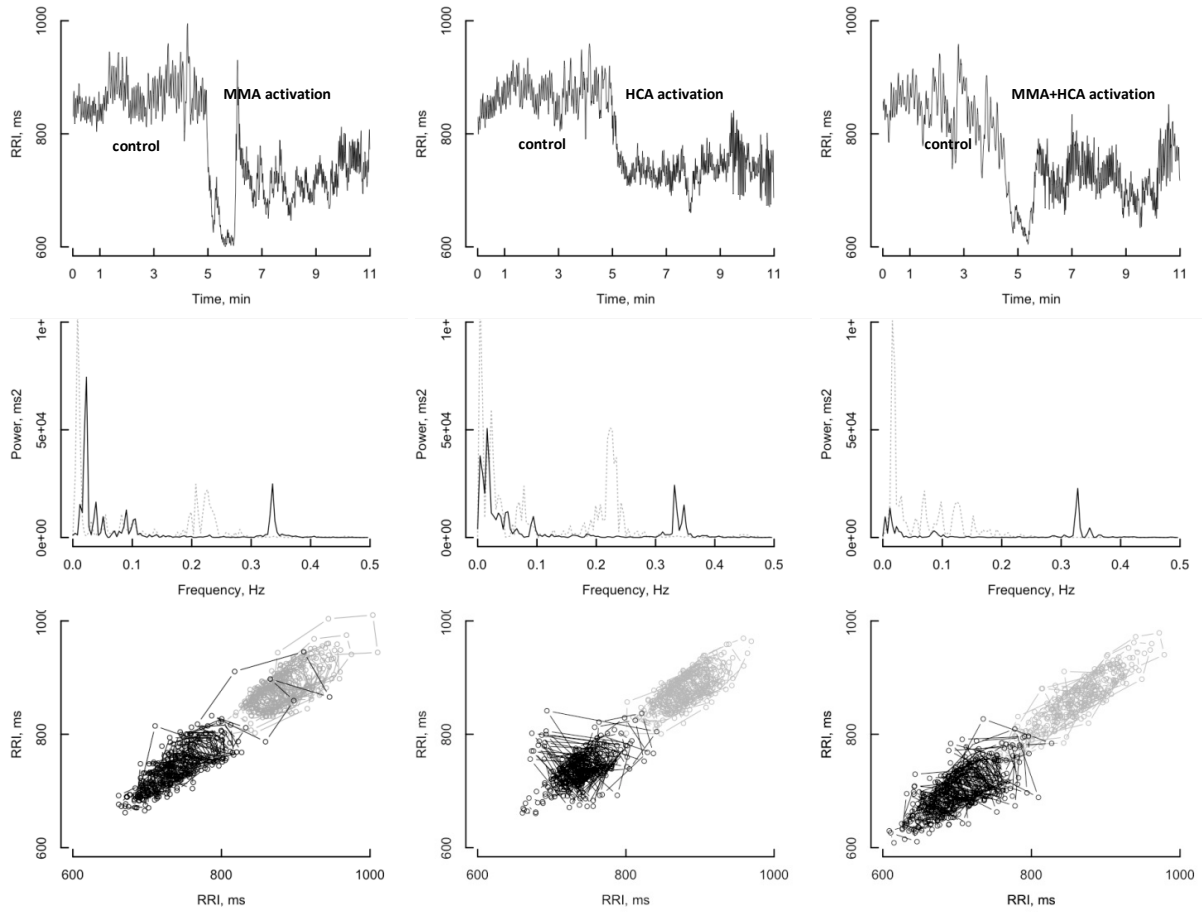 1000
800
600
RRI, ms
MMA activation
control
0 1 3 5 7 9 11
Time, min
1000
800
600
RRI, ms
HCA activation
control
0 1 3 5 7 9 11
Time, min
1000
800
600
RRI, ms
MMA+HCA activation
control
0 1 3 5 7 9 11
Time, min
1e+
5e+04
0e+00
Power, ms2
0.0 0.1 0.2 0.3 0.4 0.5
Frequency, Hz
1e+
5e+04
0e+00
Power, ms2
0.0 0.1 0.2 0.3 0.4 0.5
Frequency, Hz
1e+
5e+04
0e+00
Power, ms2
0.0 0.1 0.2 0.3 0.4 0.5
Frequency, Hz
1000
800
600
RRI, ms
600 800 1000
RRI, ms
1000
800
600
RRI, ms
600 800 1000
RRI, ms
1000
800
600
RRI, ms
600 800 1000
RRI, ms